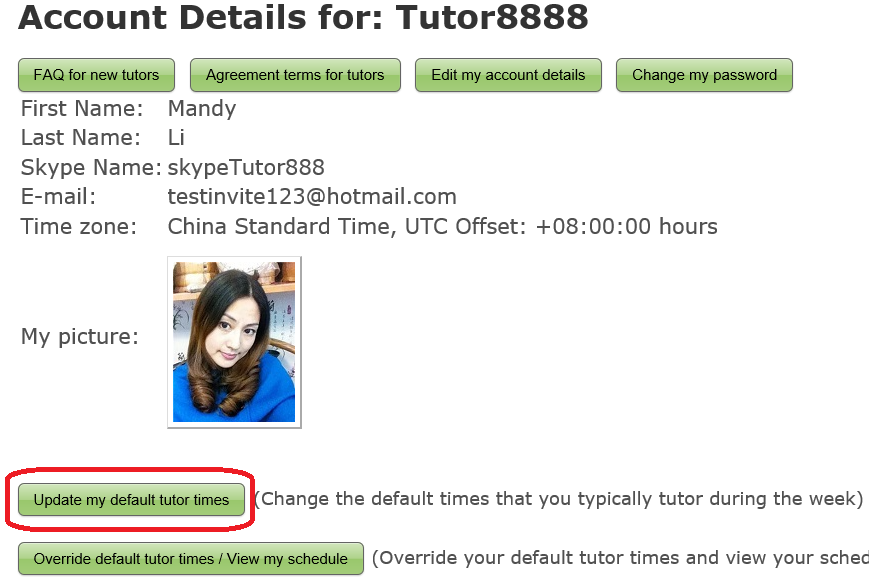 Account Details for: Tutor8888
FAQ for new tutors Agreement terms for tutors Edit my account details Change my password
First Name: Mandy
Last Name: Li
Skype Name: skypeTutor888
E-mail: testinvite123@hotmail.com
Time zone: China Standard Time, UTC Offset: +08:00:00 hours
My picture:
Update my default tutor times (Change the default times that you typically tutor during the week)
Override default tutor times / View my schedule (Override your default tutor times and view your sched